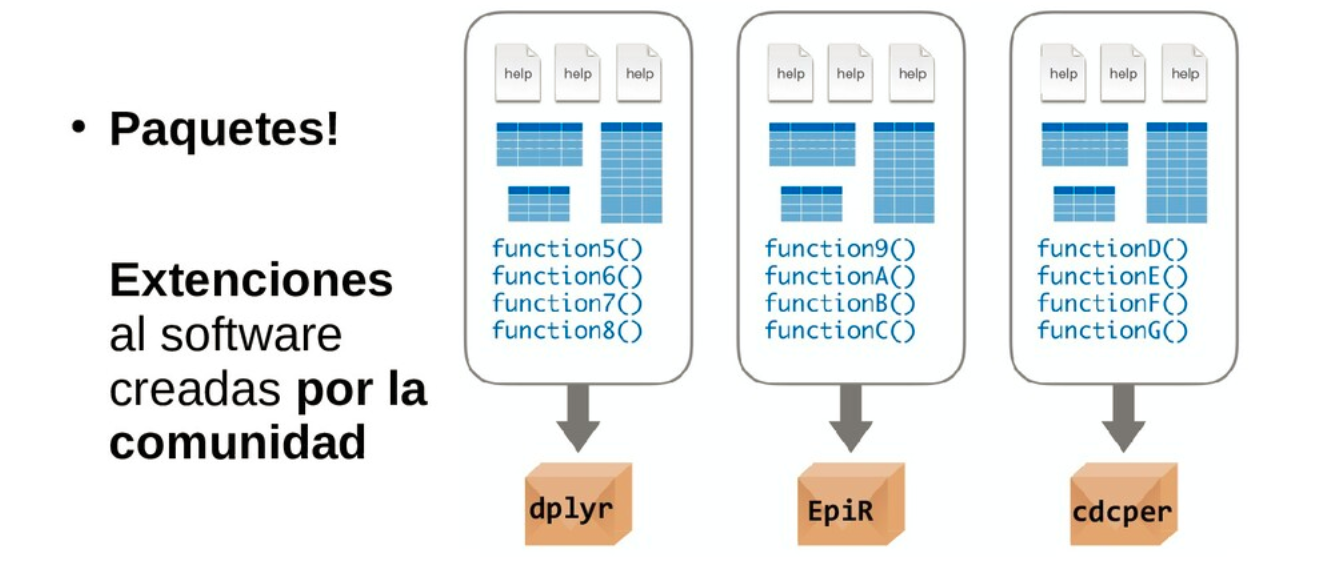 • Paquetes!
Extenciones
al software
creadas por la
comunidad
help help help
function5()
function6()
function7()
function8()
dplyr
help help help
function9()
functionA()
functionB()
functionC()
EpiR
help help help
functionD()
functionE()
functionF()
functionG()
cdcper